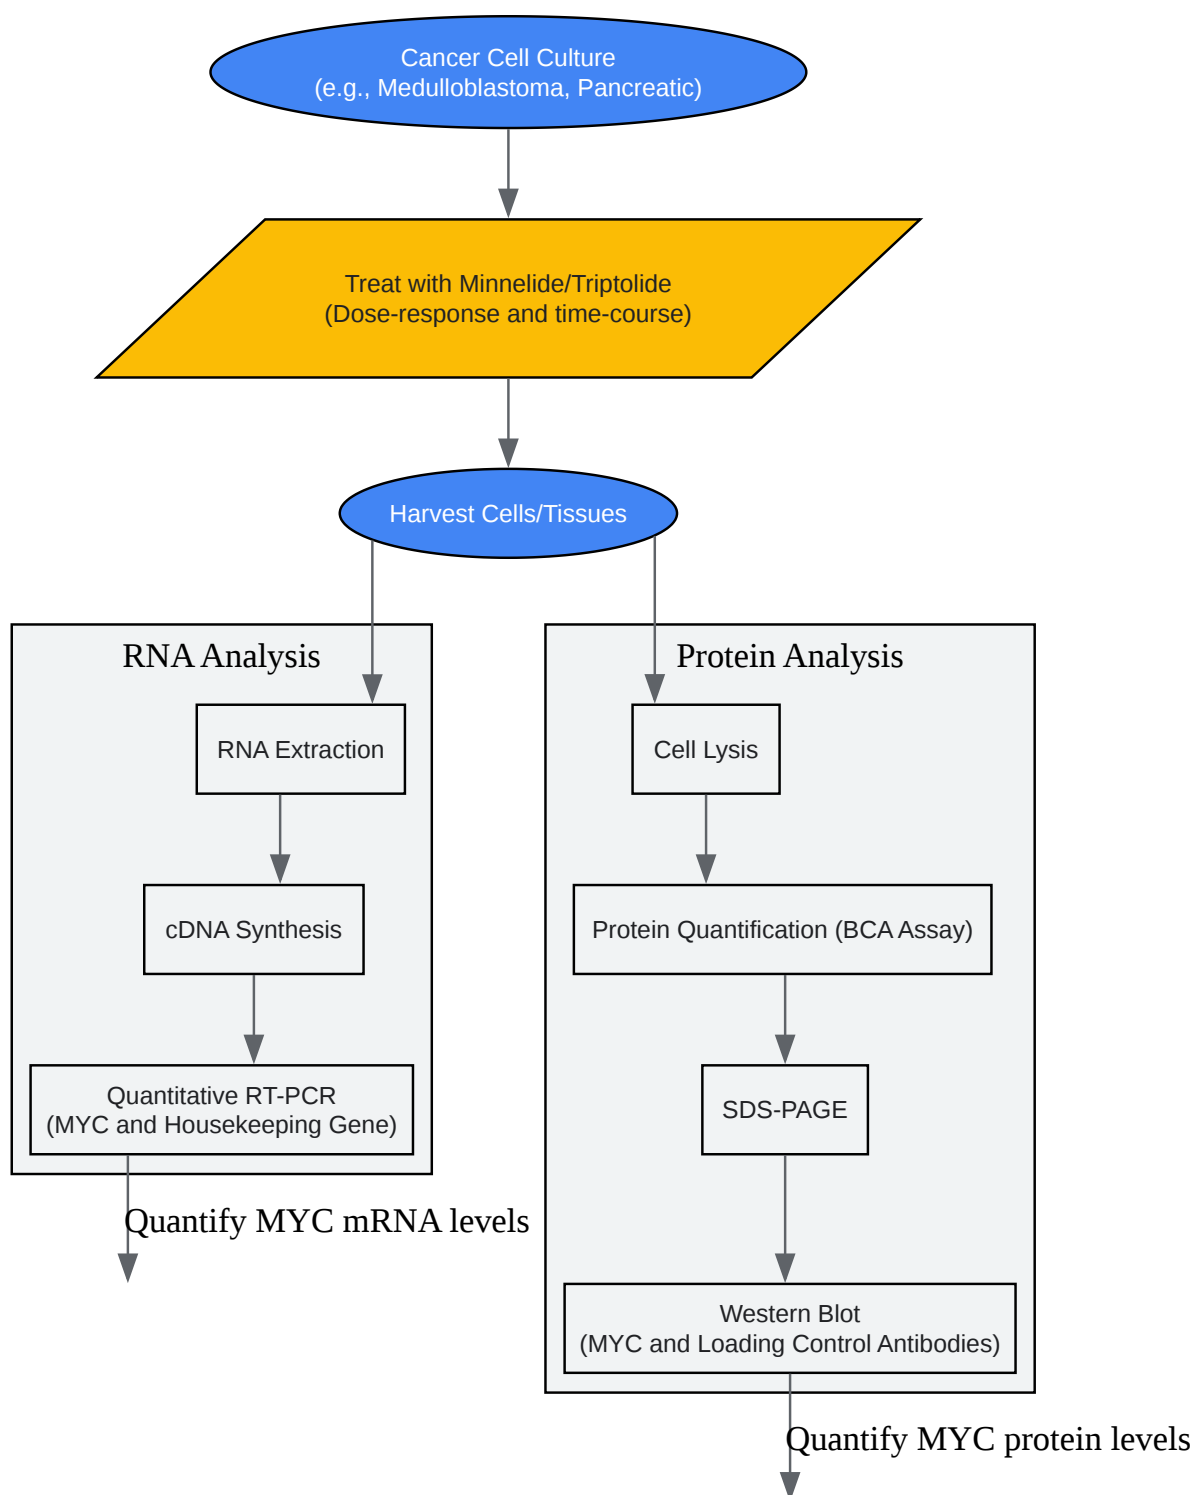 Cancer Cell Culture
(e.g., Medulloblastoma, Pancreatic)
Treat with Minnelide/Triptolide
(Dose-response and time-course)
Harvest Cells/Tissues
RNA Analysis
RNA Extraction
cDNA Synthesis
Quantitative RT-PCR
(MYC and Housekeeping Gene)
Quantify MYC mRNA levels
Protein Analysis
Cell Lysis
Protein Quantification (BCA Assay)
SDS-PAGE
Western Blot
(MYC and Loading Control Antibodies)
Quantify MYC protein levels